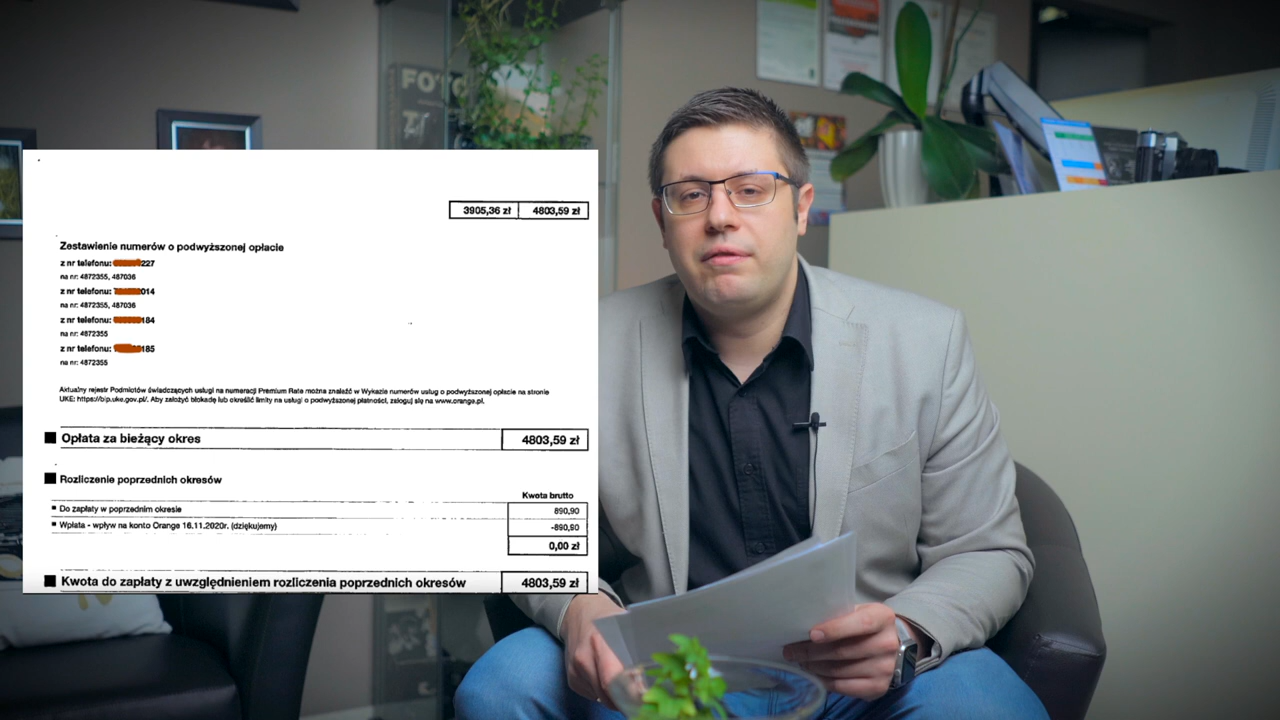 FOTO
3905,36 zł 4803,59 zł
Zestawienie numerów o podwyższonej opłacie
z nr telefonu: 227
na nr: 4872355, 487036
z nr telefonu: 014
na nr: 4872355, 487036
z nr telefonu: 184
na nr: 4872355
z nr telefonu: 185
na nr: 4872355
Aktualny rejestr Podmiotów świadczących usługi na numeracji Premium Rate można znaleźć w Wykazie numerów usług o podwyższonej opłacie na stronie
UKE: https://bip.uke.gov.pl/. Aby założyć blokadę lub określić limity na usługi o podwyższonej płatności, zaloguj się na www.orange.pl.
Opłata za bieżący okres 4803,59 zł
Rozliczenie poprzednich okresów
Kwota brutto
Do zapłaty w poprzednim okresie 890,90
Wpłata - wpływ na konto Orange 16.11.2020r. (dziękujemy) -890,90
0,00 zł
Kwota do zapłaty z uwzględnieniem rozliczenia poprzednich okresów 4803,59 zł